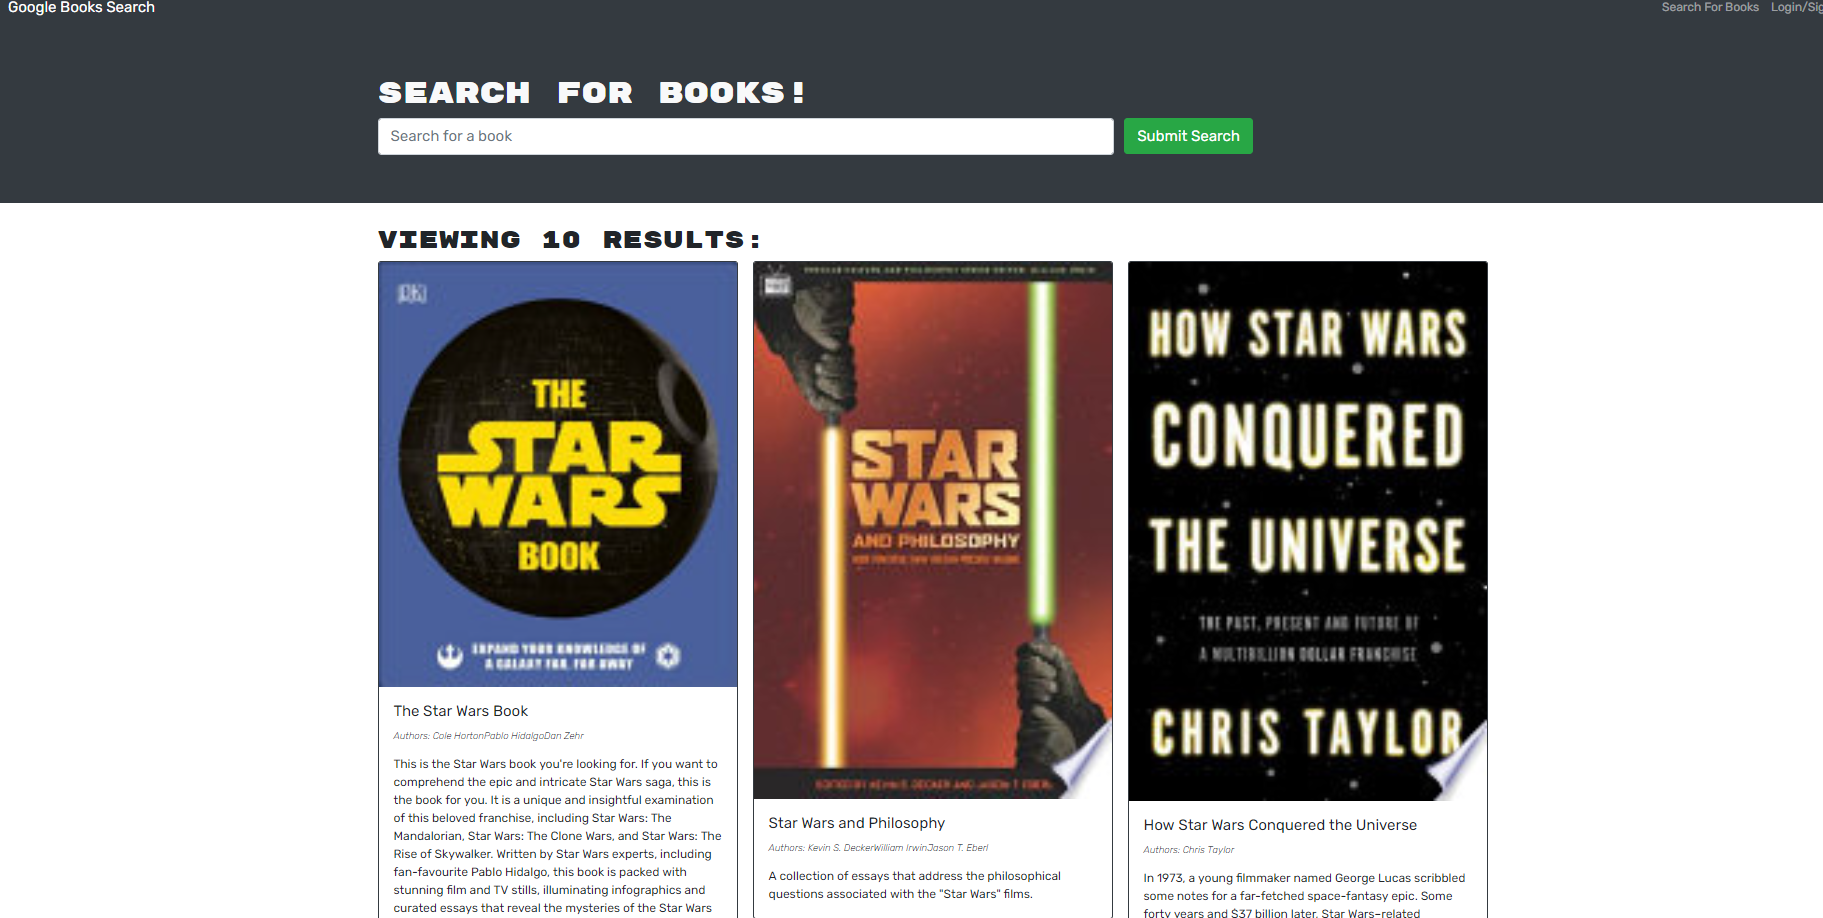 Google Books Search
Search For Books
Login/Sig
SEARCH FOR BOOKS!
Search for a book
Submit Search
VIEWING 10 RESULTS:
DK
THE
STAR
WARS
BOOK
EXPAND YOUR KNOWLEDGE OF
A GALAXY FAR, FAR AWAY
The Star Wars Book
Authors: Cole HortonPablo HidalgoDan Zehr
This is the Star Wars book you're looking for. If you want to
comprehend the epic and intricate Star Wars saga, this is
the book for you. It is a unique and insightful examination
of this beloved franchise, including Star Wars: The
Mandalorian, Star Wars: The Clone Wars, and Star Wars: The
Rise of Skywalker. Written by Star Wars experts, including
fan-favourite Pablo Hidalgo, this book is packed with
stunning film and TV stills, illuminating infographics and
curated essays that reveal the mysteries of the Star Wars
STAR
WARS
AND PHILOSOPHY
EDITED BY KEVIN S. DECKER AND JASON T. EBERL
Star Wars and Philosophy
Authors: Kevin S. DeckerWilliam IrwinJason T. Eberl
A collection of essays that address the philosophical
questions associated with the "Star Wars" films.
HOW STAR WARS
CONQUERED
THE UNIVERSE
THE PAST, PRESENT AND FUTURE OF
A MULTIBILLION DOLLAR FRANCHISE
CHRIS TAYLOR
How Star Wars Conquered the Universe
Authors: Chris Taylor
In 1973, a young filmmaker named George Lucas scribbled
some notes for a far-fetched space-fantasy epic. Some
forty years and $37 billion later, Star Wars–related